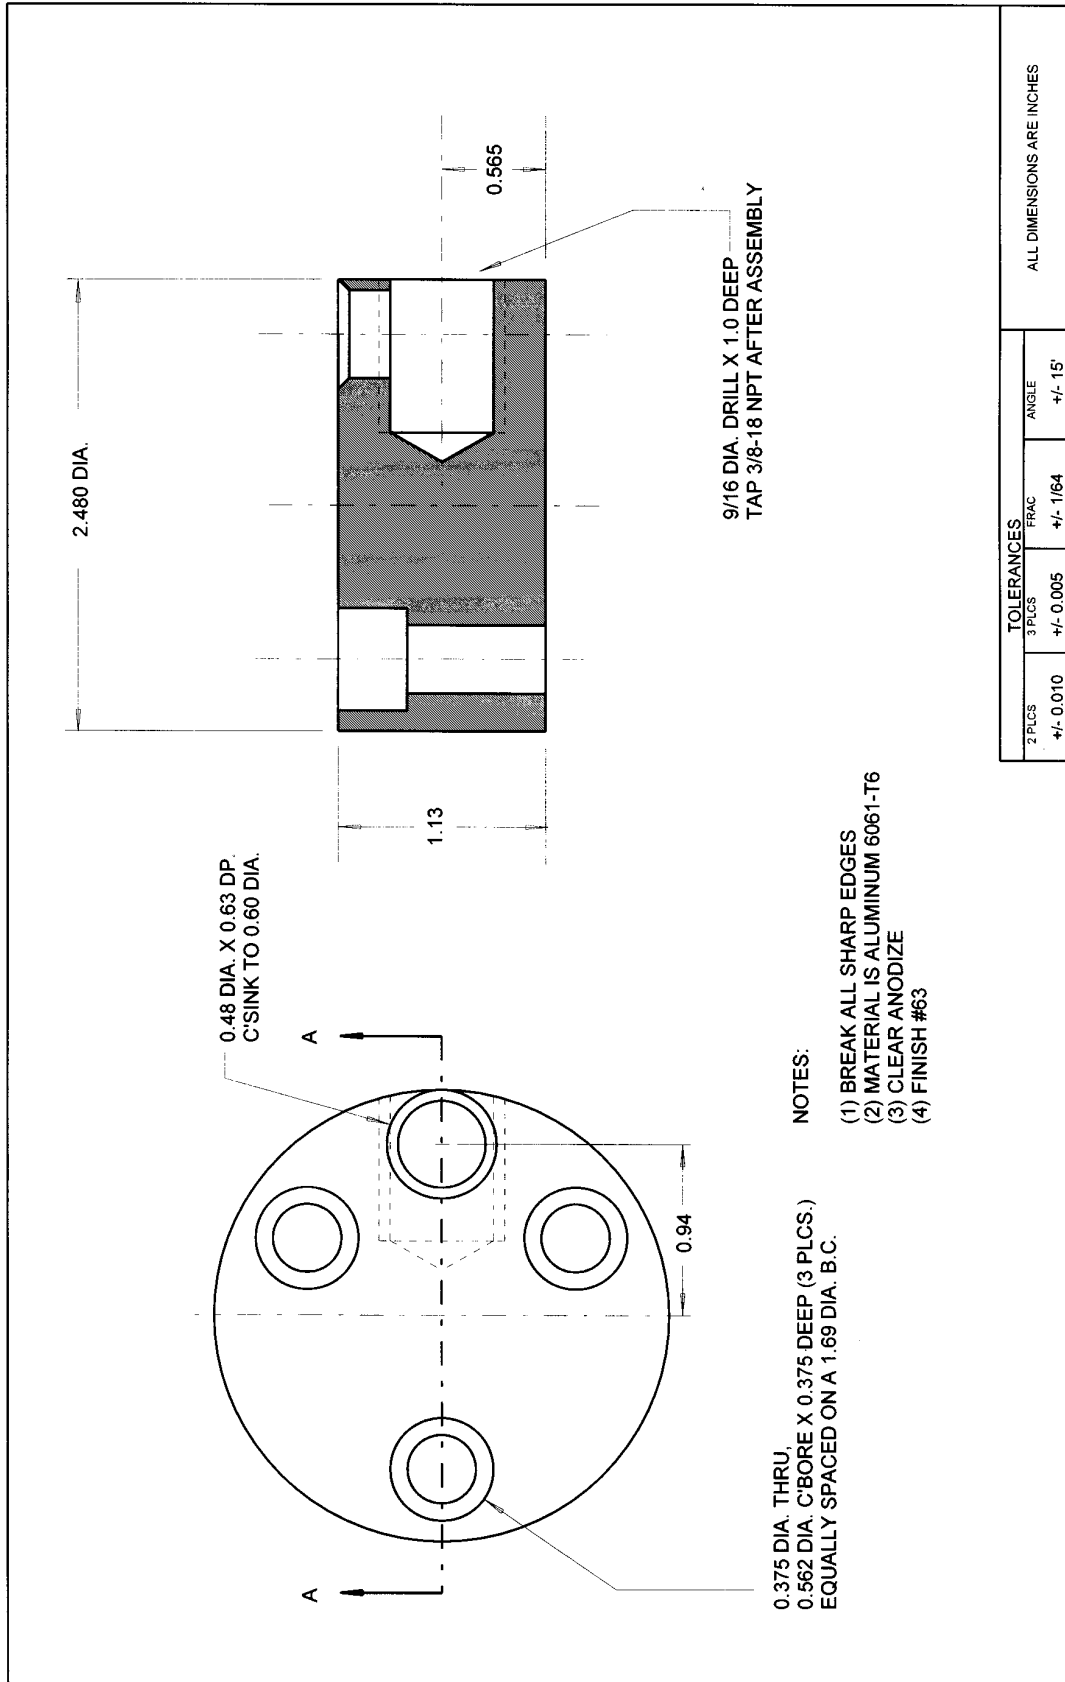 2.480 DIA.
0.565
1.13
9/16 DIA. DRILL X 1.0 DEEP
TAP 3/8-18 NPT AFTER ASSEMBLY
0.48 DIA. X 0.63 DP.
C'SINK TO 0.60 DIA.
A
A
0.94
0.375 DIA. THRU,
0.562 DIA. C'BORE X 0.375 DEEP (3 PLCS.)
EQUALLY SPACED ON A 1.69 DIA. B.C.
NOTES:
(1) BREAK ALL SHARP EDGES
(2) MATERIAL IS ALUMINUM 6061-T6
(3) CLEAR ANODIZE
(4) FINISH #63
TOLERANCES
2 PLCS 3 PLCS FRAC ANGLE
+/- 0.010 +/- 0.005 +/- 1/64 +/- 15'
ALL DIMENSIONS ARE INCHES